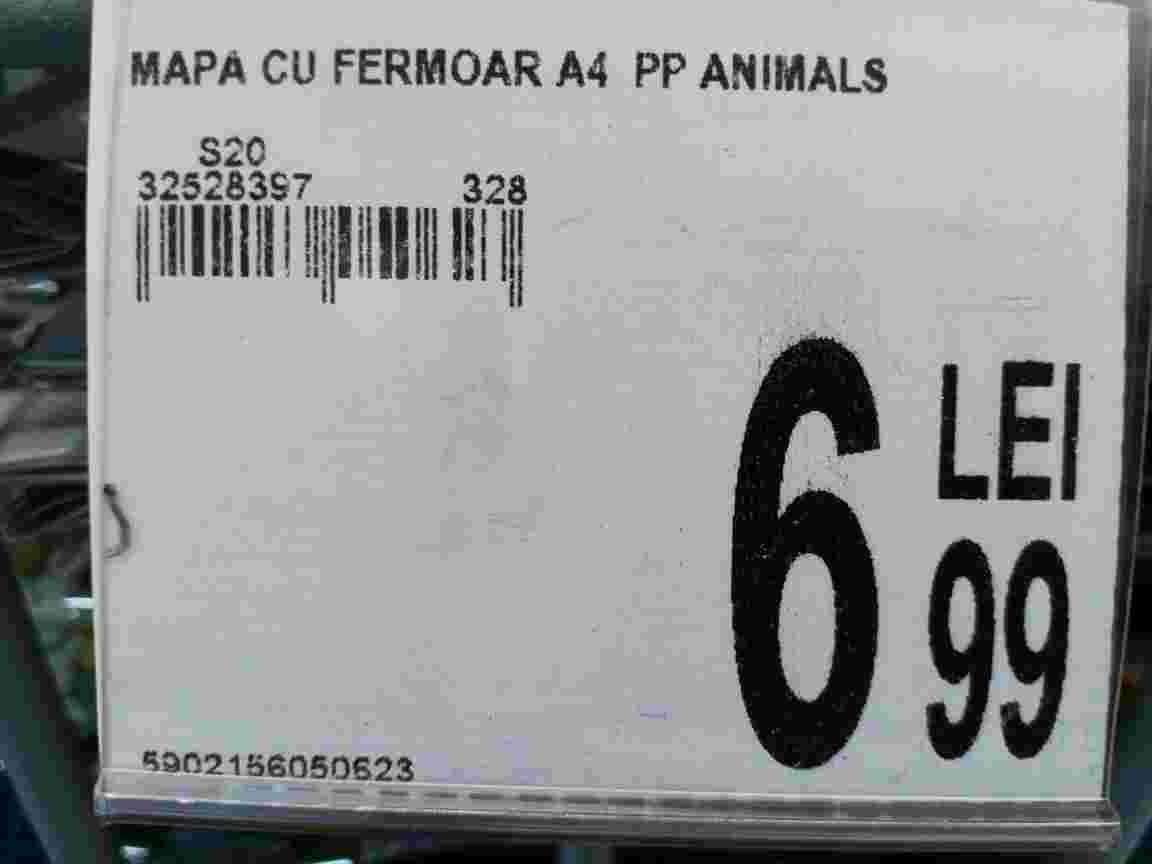 MAPA CU FERMOAR A4 PP ANIMALS
S20
32528397 328
6 LEI
99
5902156050623